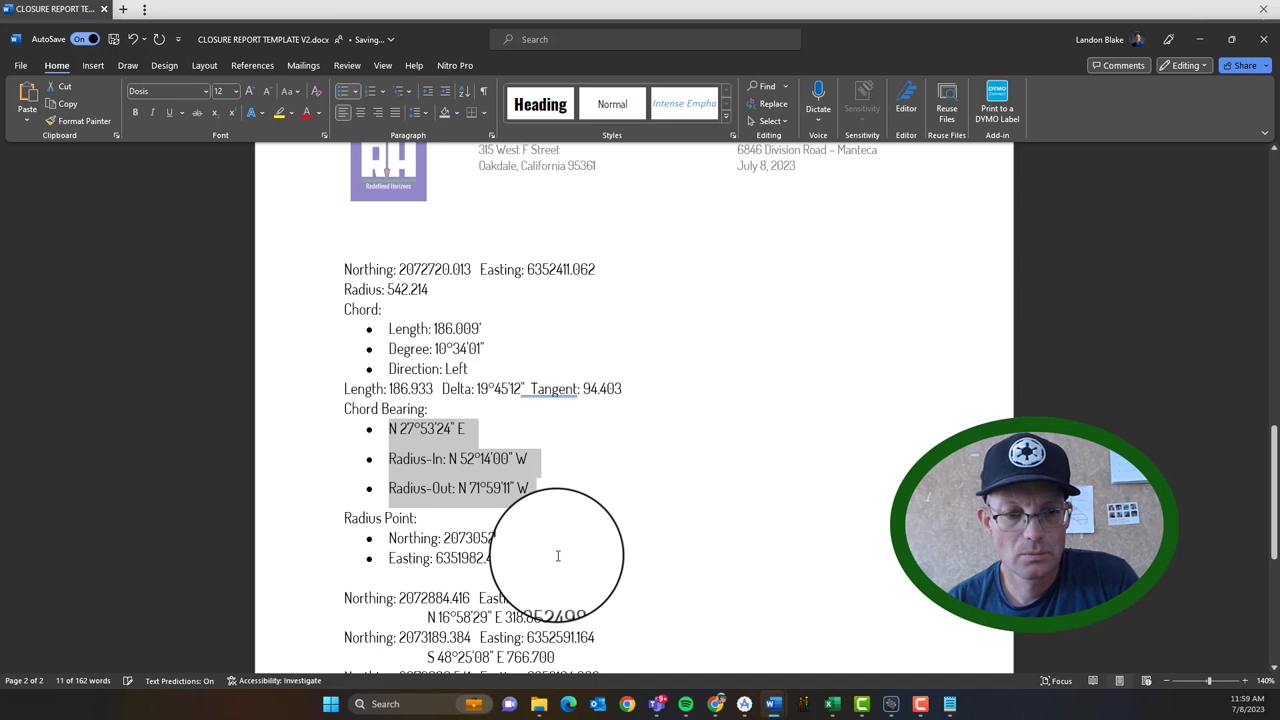 CLOSURE REPORT TEMPLATE V2.docx
AutoSave On CLOSURE REPORT TEMPLATE V2.docx • Saving... Search Landon Blake
File Home Insert Draw Design Layout References Mailings Review View Help Nitro Pro Comments Editing Share
Paste Cut Copy Format Painter Dosis 12 Heading Normal Intense Empha Find Replace Select Dictate Sensitivity Editor Reuse Files Print to a DYMO Label
Clipboard Font Paragraph Styles Editing Voice Sensitivity Editor Reuse Files Add-in
RH
Redefined Horizons
315 West F Street
Oakdale, California 95361
6846 Division Road – Manteca
July 8, 2023
Northing: 2072720.013 Easting: 6352411.062
Radius: 542.214
Chord:
• Length: 186.009'
• Degree: 10°34'01"
• Direction: Left
Length: 186.933 Delta: 19°45'12" Tangent: 94.403
Chord Bearing:
• N 27°53'24" E
• Radius-In: N 52°14'00" W
• Radius-Out: N 71°59'11" W
Radius Point:
• Northing: 2073052
• Easting: 6351982.
Northing: 2072884.416
N 16°58'29" E
Northing: 2073189.384 Easting: 6352591.164
S 48°25'08" E 766.700
Page 2 of 2 11 of 162 words Text Predictions: On Accessibility: Investigate Focus 140%
Search 9+ 11:59 AM
7/8/2023